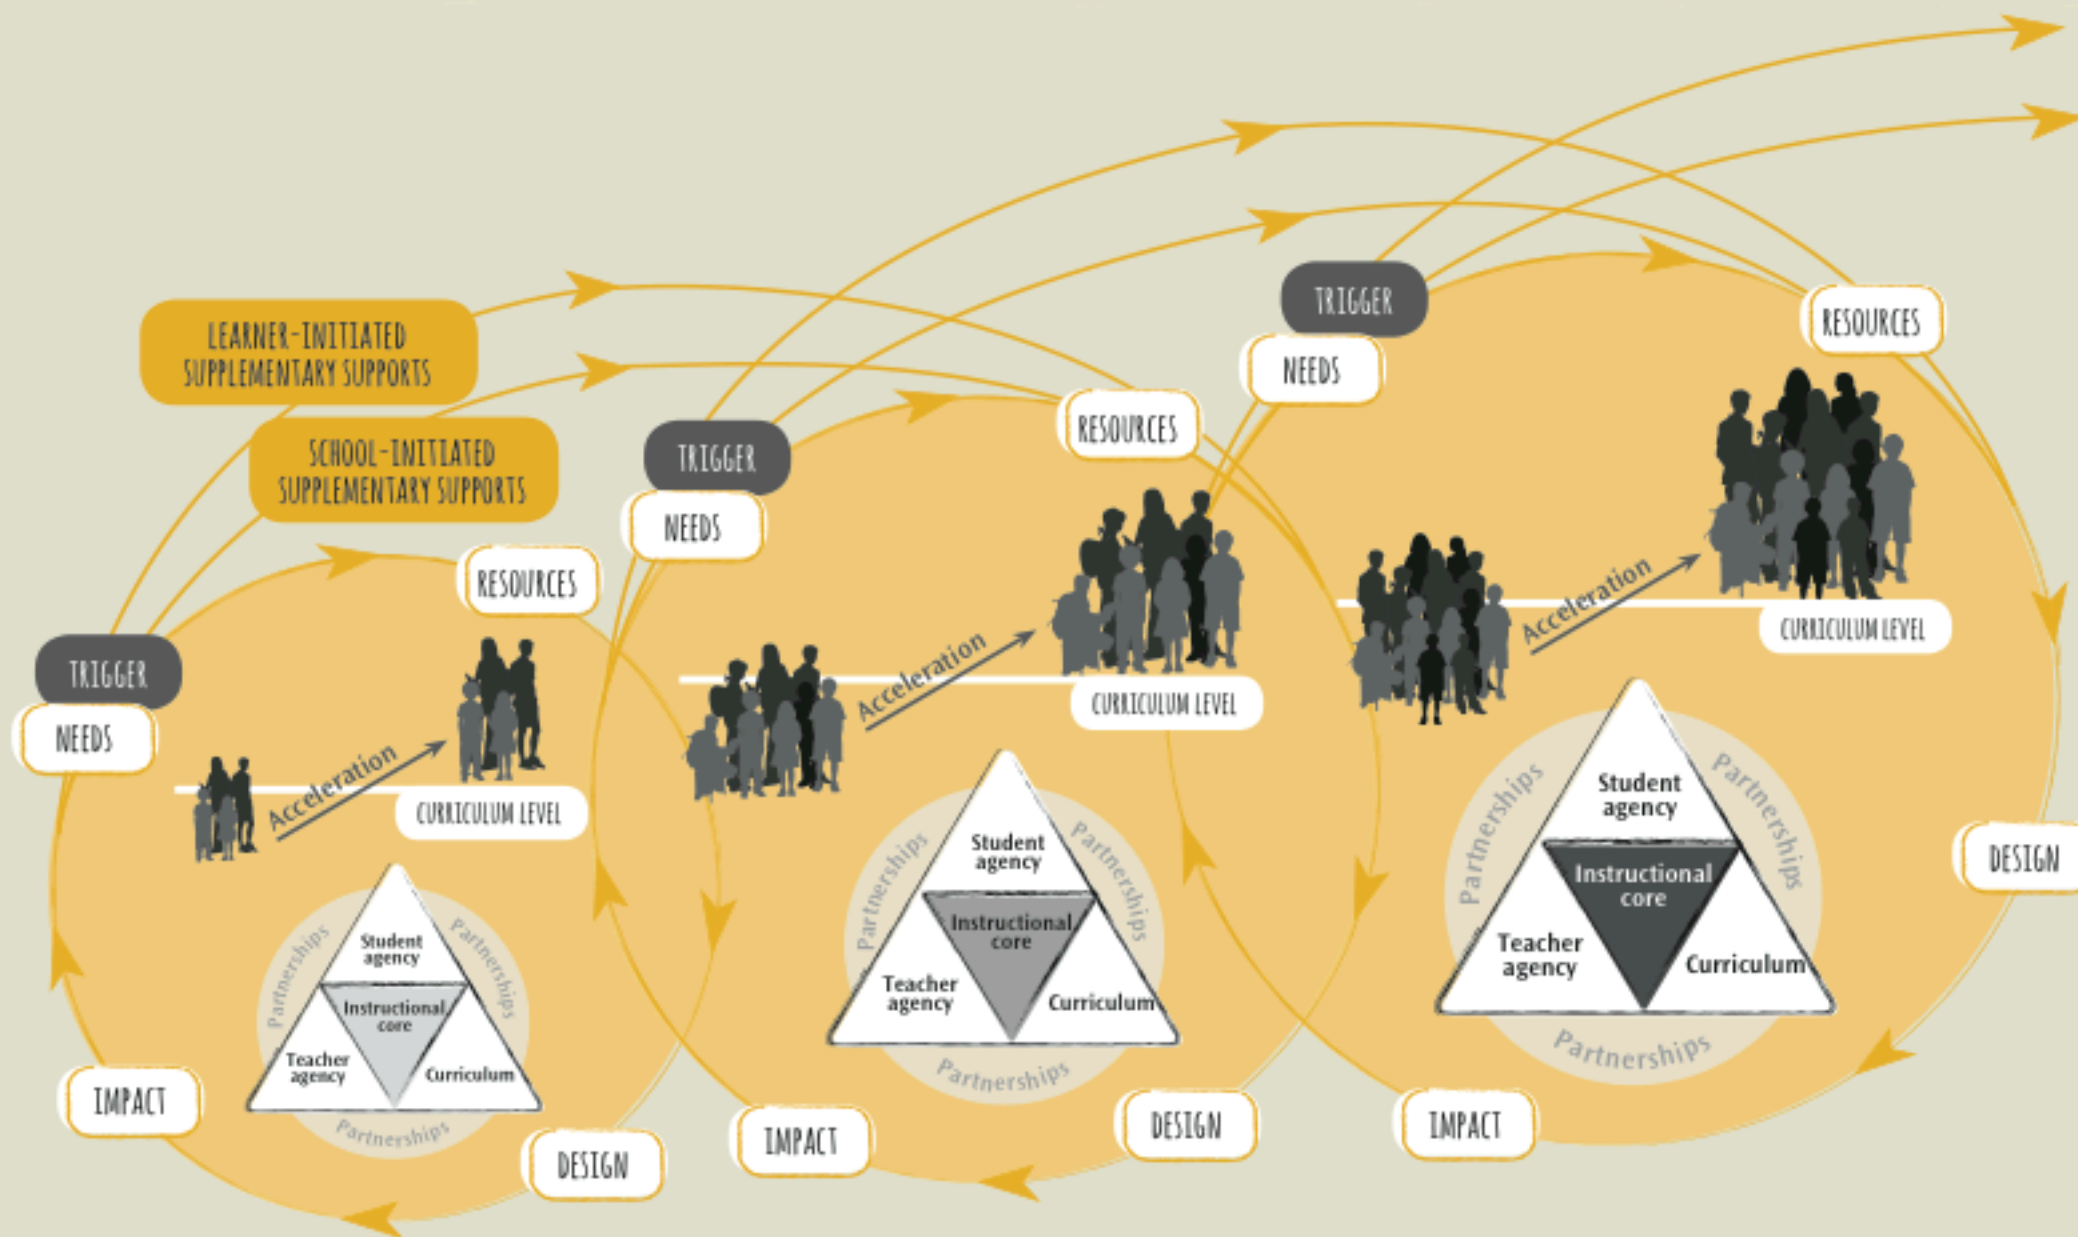 LEARNER-INITIATED
SUPPLEMENTARY SUPPORTS
SCHOOL-INITIATED
SUPPLEMENTARY SUPPORTS
TRIGGER
NEEDS
RESOURCES
Acceleration
CURRICULUM LEVEL
Partnerships
Partnerships
Student
agency
Instructional
core
Teacher
agency
Curriculum
Partnerships
IMPACT
DESIGN
TRIGGER
NEEDS
RESOURCES
Acceleration
CURRICULUM LEVEL
Partnerships
Partnerships
Student
agency
Instructional
core
Teacher
agency
Curriculum
Partnerships
IMPACT
DESIGN
TRIGGER
NEEDS
RESOURCES
Acceleration
CURRICULUM LEVEL
Partnerships
Partnerships
Student
agency
Instructional
core
Teacher
agency
Curriculum
Partnerships
IMPACT
DESIGN